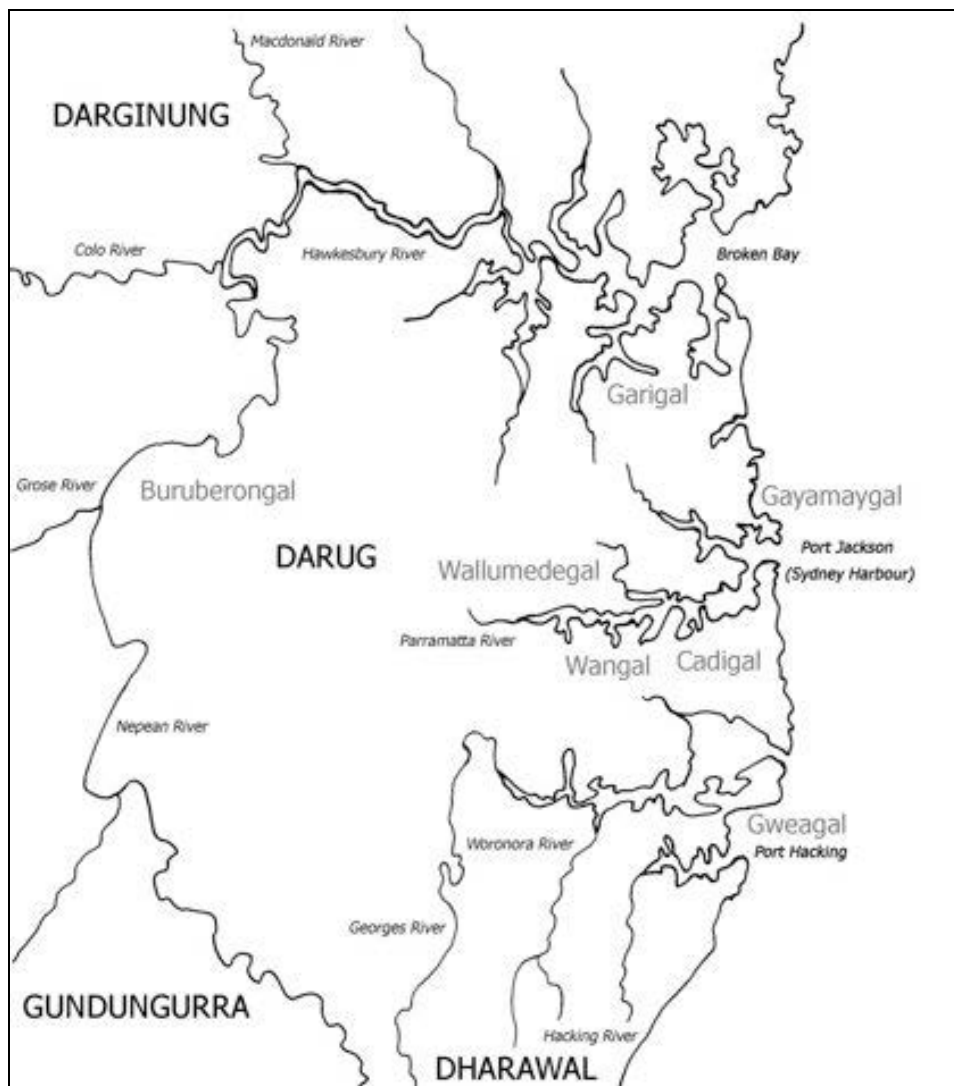 Macdonald River
DARGINUNG
Colo River
Hawkesbury River
Broken Bay
Garigal
Grose River
Buruberongal
Gayamaygal
DARUG
Port Jackson
(Sydney Harbour)
Wallumedegal
Parramatta River
Wangal
Cadigal
Nepean River
Gweagal
Woronora River
Port Hacking
Georges River
GUNDUNGURRA
Hacking River
DHARAWAL